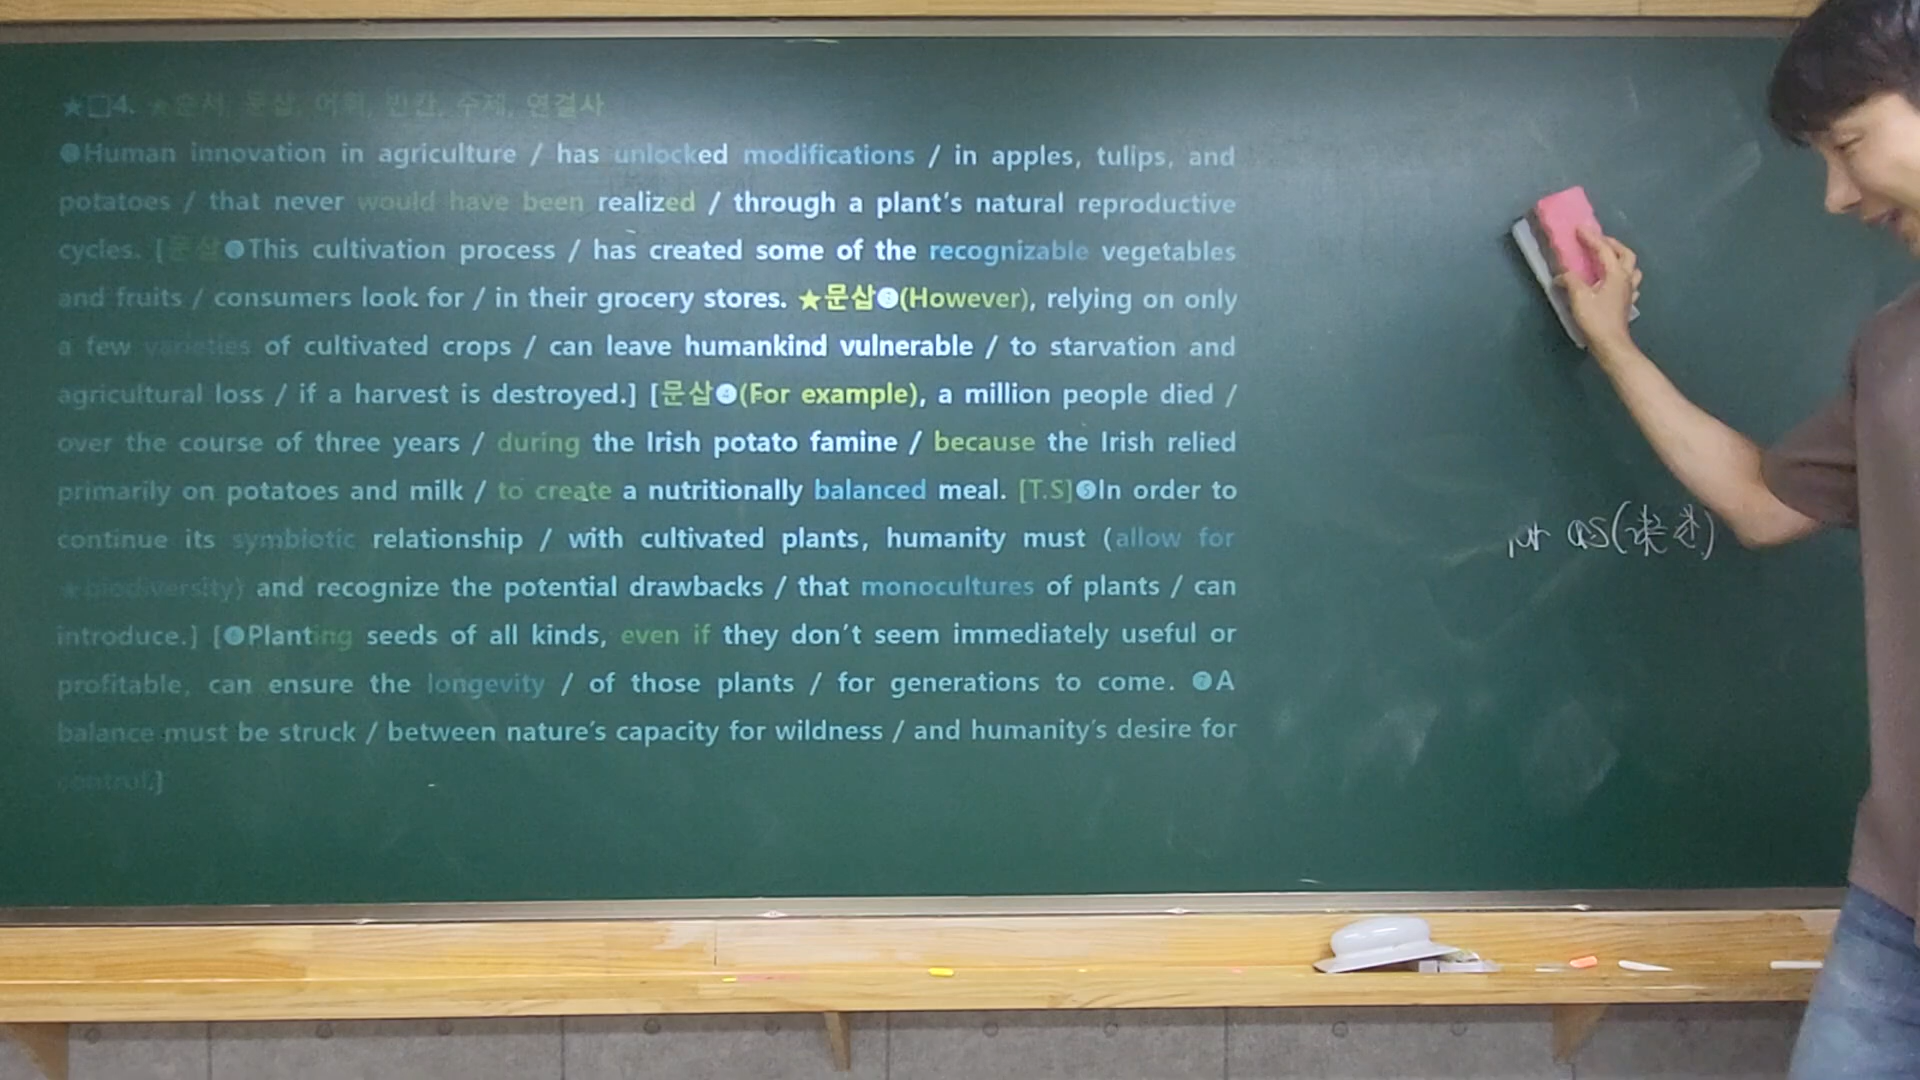 ★□4. ★순서, 문삽, 어휘, 빈칸, 주제, 연결사
❶Human innovation in agriculture / has unlocked modifications / in apples, tulips, and
potatoes / that never would have been realized / through a plant's natural reproductive
cycles. [문삽❷This cultivation process / has created some of the recognizable vegetables
and fruits / consumers look for / in their grocery stores. ★문삽❸(However), relying on only
a few varieties of cultivated crops / can leave humankind vulnerable / to starvation and
agricultural loss / if a harvest is destroyed.] [문삽❹(For example), a million people died /
over the course of three years / during the Irish potato famine / because the Irish relied
primarily on potatoes and milk / to create a nutritionally balanced meal. [T.S]❺In order to
continue its symbiotic relationship / with cultivated plants, humanity must (allow for
★biodiversity) and recognize the potential drawbacks / that monocultures of plants / can
introduce.] [❻Planting seeds of all kinds, even if they don't seem immediately useful or
profitable, can ensure the longevity / of those plants / for generations to come. ❼A
balance must be struck / between nature's capacity for wildness / and humanity's desire for
control.]